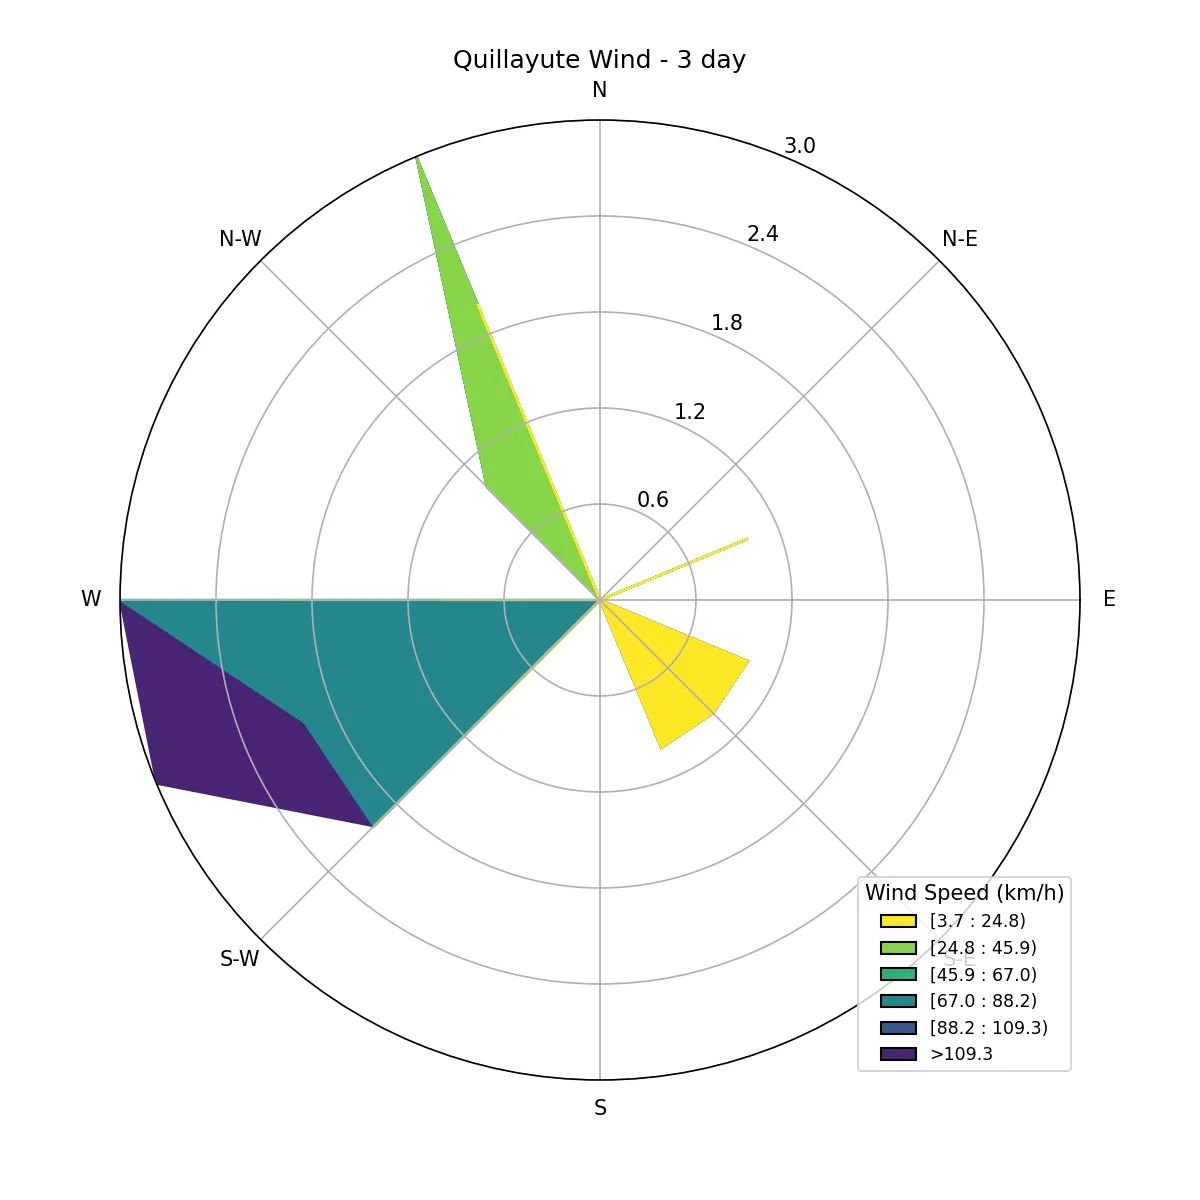 Quillayute Wind - 3 day
N
3.0
N-W
2.4
N-E
1.8
1.2
0.6
W
E
S-W
S-E
S
Wind Speed (km/h)
[3.7 : 24.8)
[24.8 : 45.9)
[45.9 : 67.0)
[67.0 : 88.2)
[88.2 : 109.3)
>109.3